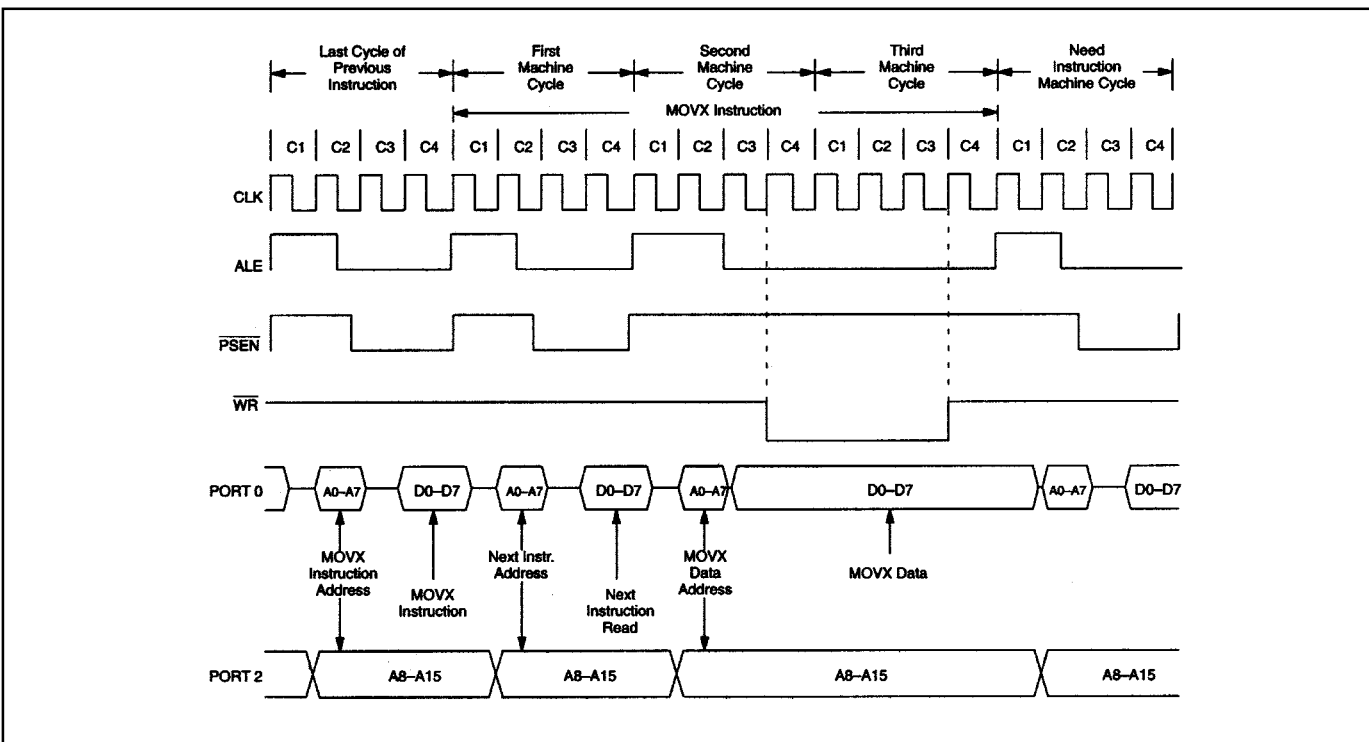 Last Cycle of
Previous
Instruction
First
Machine
Cycle
Second
Machine
Cycle
Third
Machine
Cycle
Need
Instruction
Machine Cycle
MOVX Instruction
C1 C2 C3 C4 C1 C2 C3 C4 C1 C2 C3 C4 C1 C2 C3 C4 C1 C2 C3 C4
CLK
ALE
PSEN
WR
PORT 0 A0–A7 D0–D7 A0–A7 D0–D7 A0–A7 D0–D7 A0–A7 D0–D7
MOVX
Instruction
Address
MOVX
Instruction
Next Instr.
Address
Next
Instruction
Read
MOVX
Data
Address
MOVX Data
PORT 2 A8–A15 A8–A15 A8–A15 A8–A15